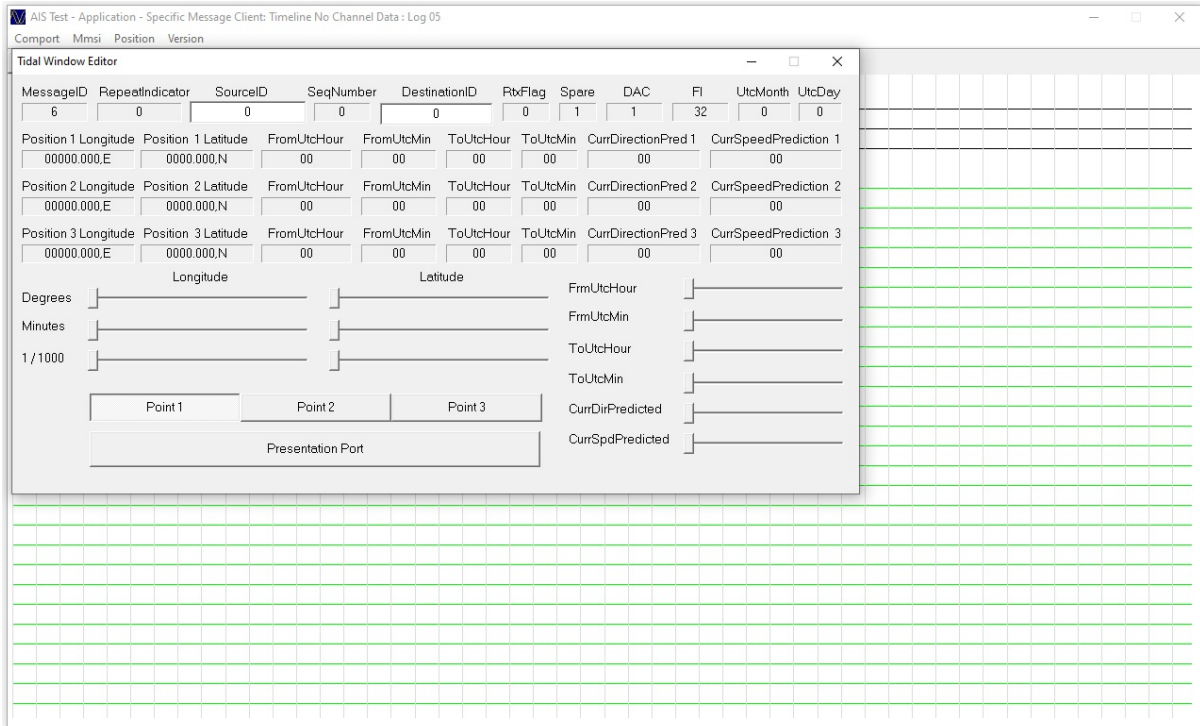 AIS Test - Application - Specific Message Client: Timeline No Channel Data : Log 05
Comport Mmsi Position Version
Tidal Window Editor
MessageID RepeatIndicator SourceID SeqNumber DestinationID RtxFlag Spare DAC FI UtcMonth UtcDay
6 0 0 0 0 0 1 1 32 0 0
Position 1 Longitude Position 1 Latitude FromUtcHour FromUtcMin ToUtcHour ToUtcMin CurrDirectionPred 1 CurrSpeedPrediction 1
00000.000,E 0000.000,N 00 00 00 00 00 00
Position 2 Longitude Position 2 Latitude FromUtcHour FromUtcMin ToUtcHour ToUtcMin CurrDirectionPred 2 CurrSpeedPrediction 2
00000.000,E 0000.000,N 00 00 00 00 00 00
Position 3 Longitude Position 3 Latitude FromUtcHour FromUtcMin ToUtcHour ToUtcMin CurrDirectionPred 3 CurrSpeedPrediction 3
00000.000,E 0000.000,N 00 00 00 00 00 00
Longitude Latitude
Degrees
Minutes
1 / 1000
FrmUtcHour
FrmUtcMin
ToUtcHour
ToUtcMin
CurrDirPredicted
CurrSpdPredicted
Point 1 Point 2 Point 3
Presentation Port